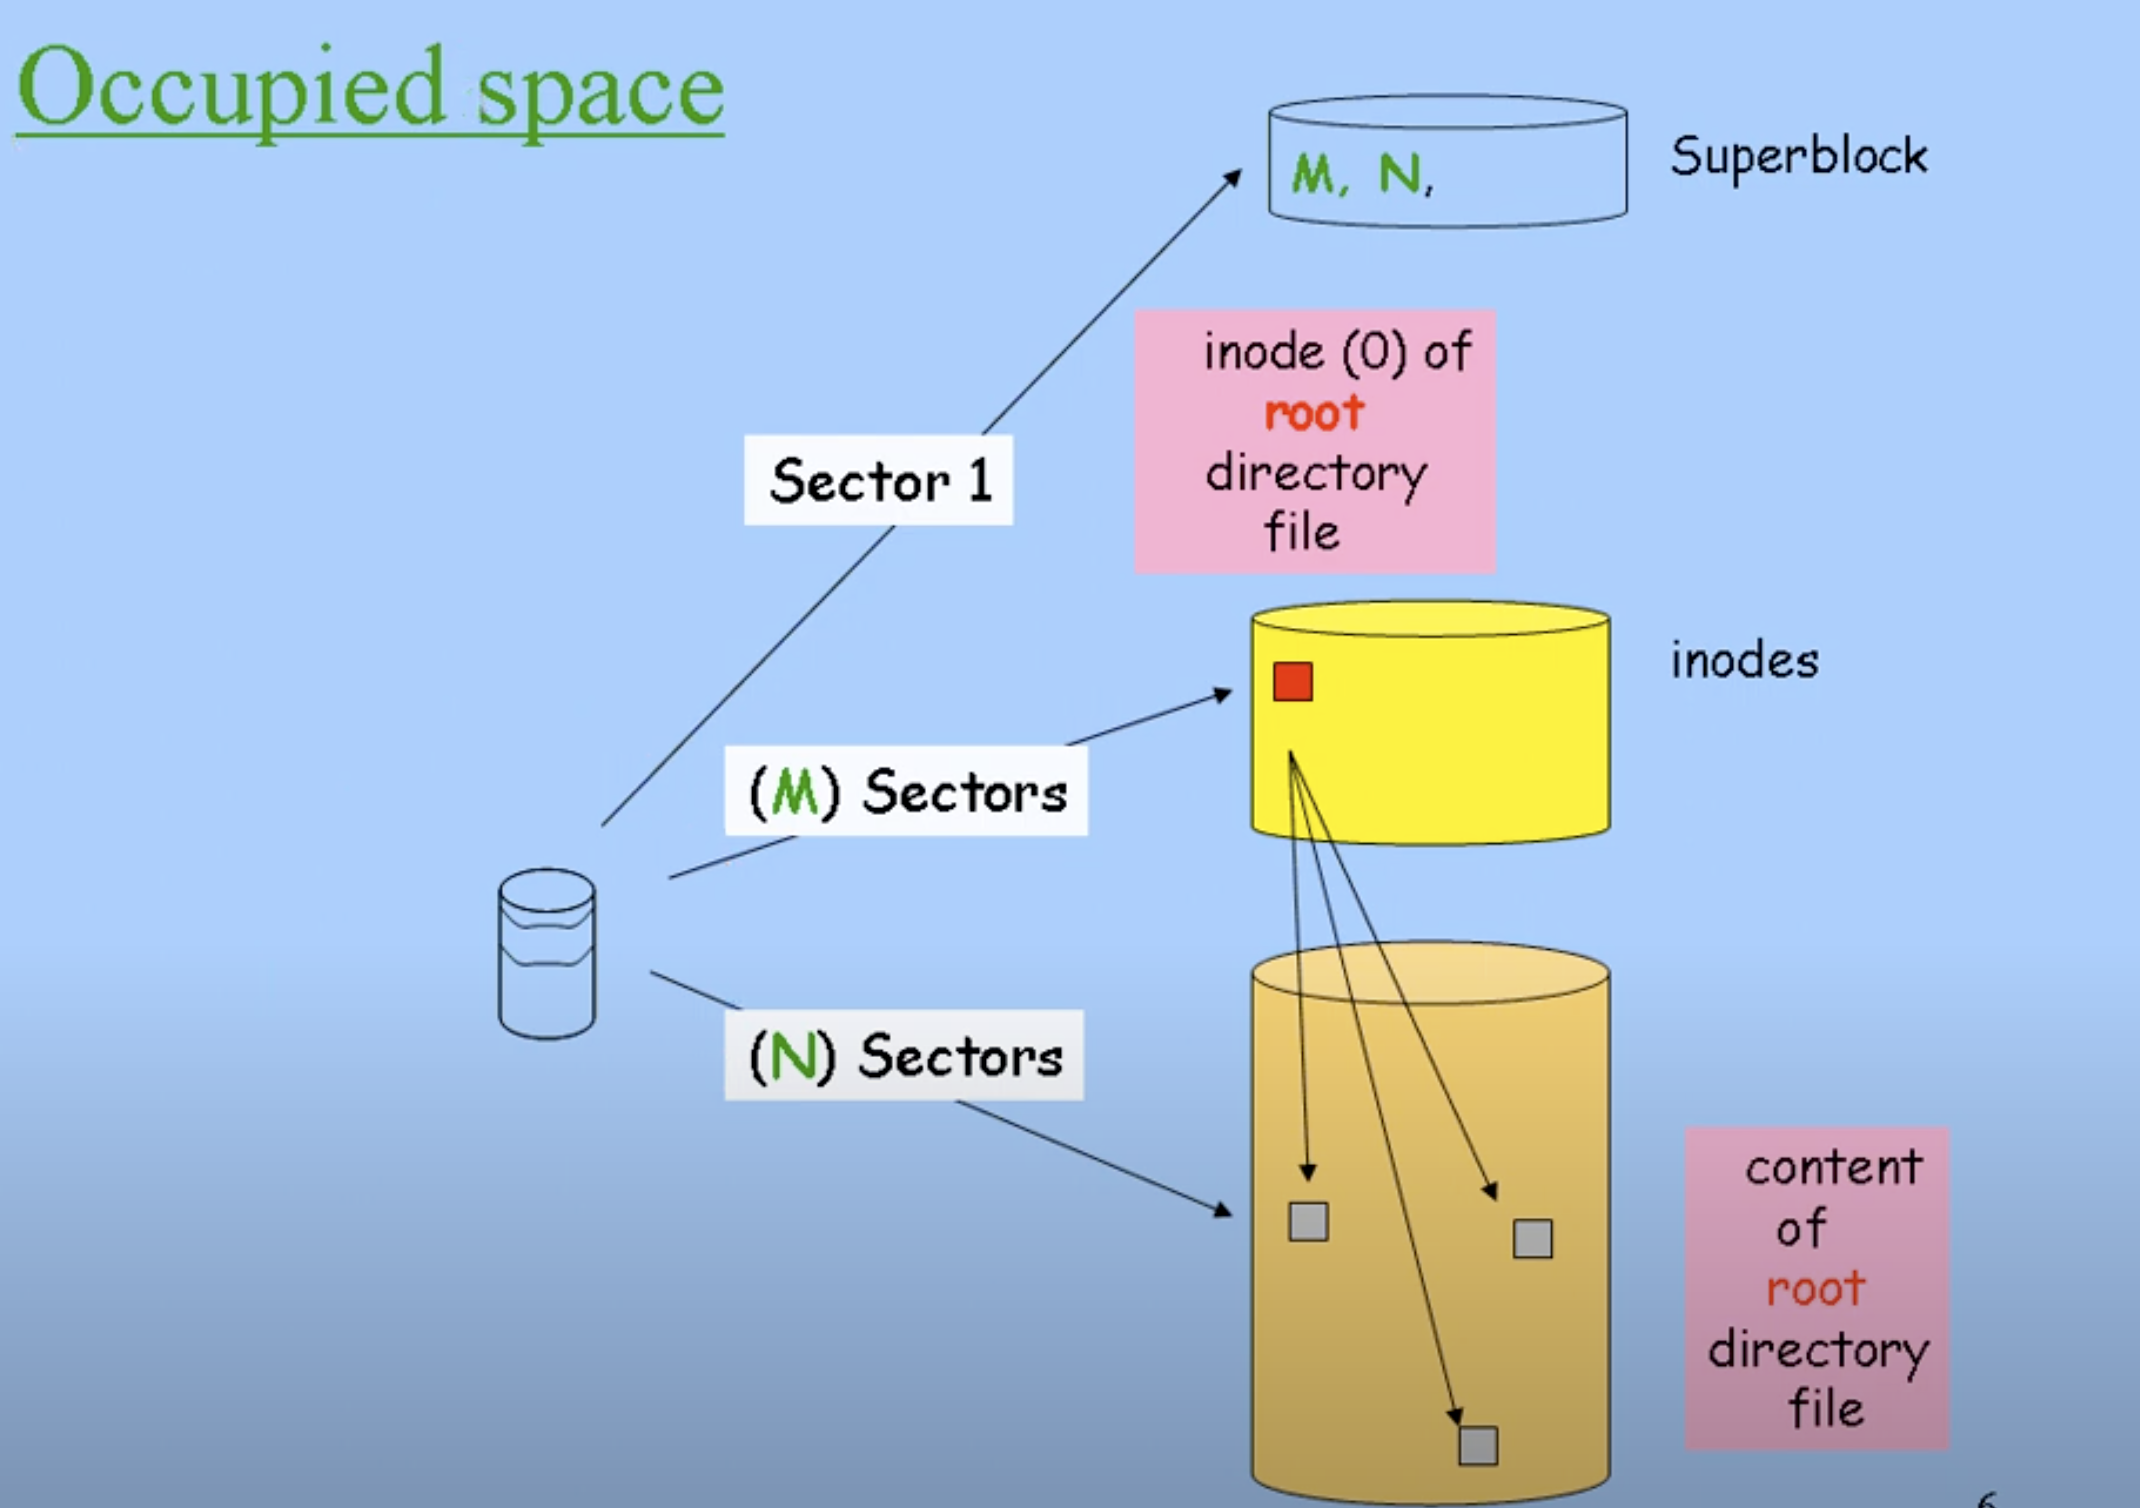 Occupied space
M, N,
Superblock
Sector 1
inode (0) of
root
directory
file
inodes
(M) Sectors
(N) Sectors
content
of
root
directory
file
6